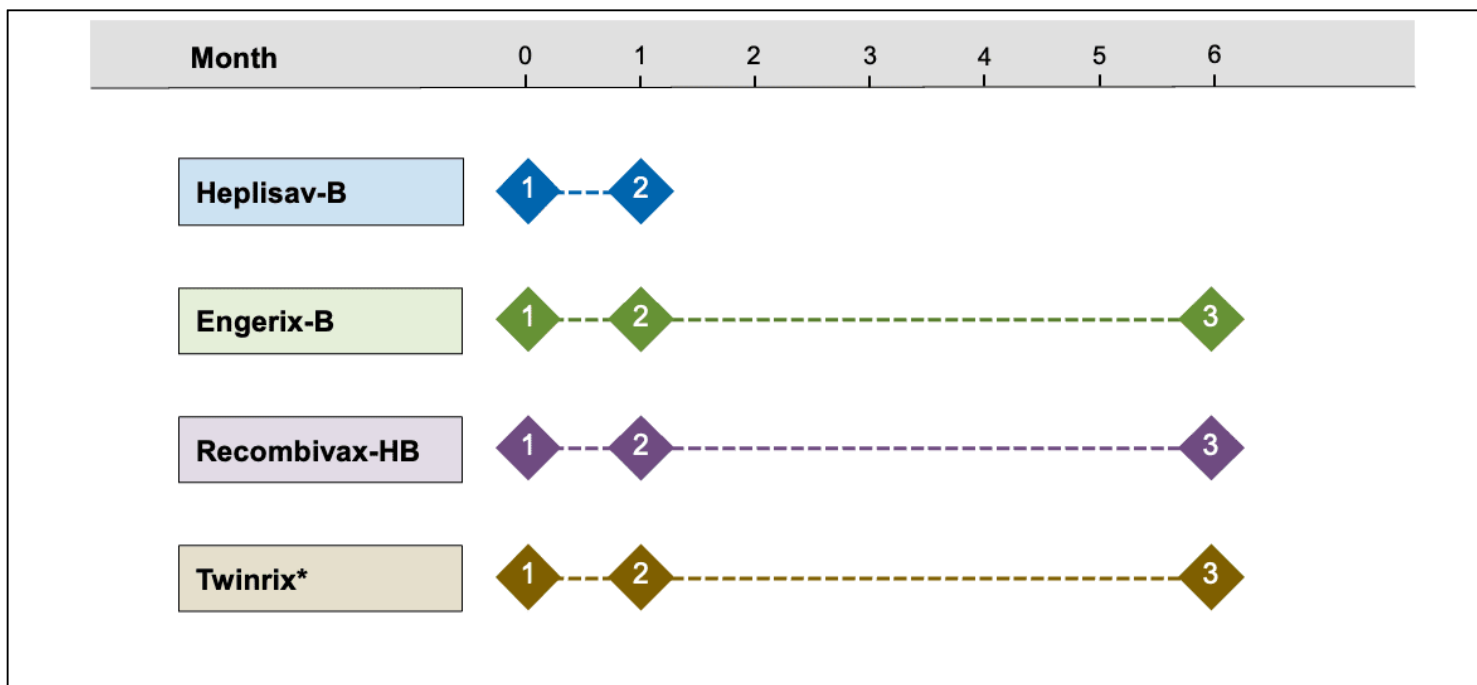 Month 0 1 2 3 4 5 6
Heplisav-B 1 2
Engerix-B 1 2 3
Recombivax-HB 1 2 3
Twinrix* 1 2 3